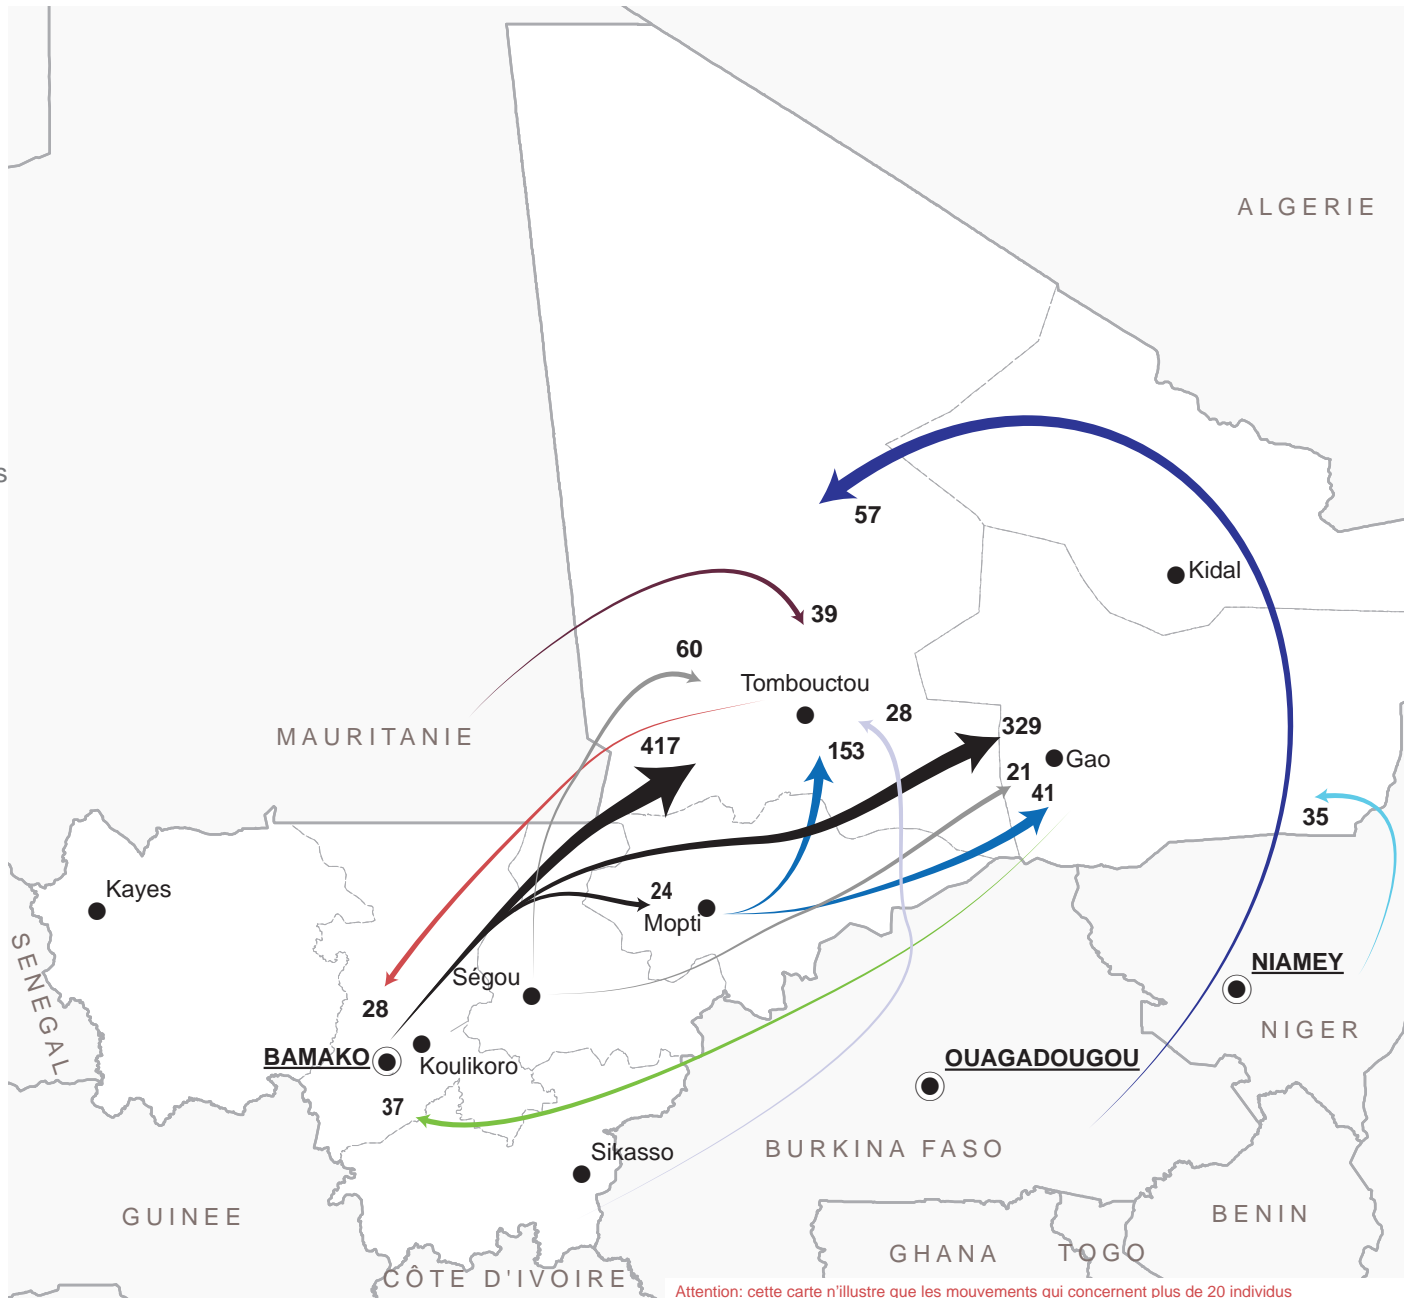 ALGERIE
s
57
Kidal
39
60
Tombouctou
28
329
MAURITANIE
417
153
Gao
21
41
35
Kayes
24
Mopti
SENEGAL
Ségou
NIAMEY
28
NIGER
BAMAKO
Koulikoro
OUAGADOUGOU
37
Sikasso
BURKINA FASO
GUINEE
BENIN
GHANA
TOGO
CÔTE D'IVOIRE
Attention: cette carte n'illustre que les mouvements qui concernent plus de 20 individus